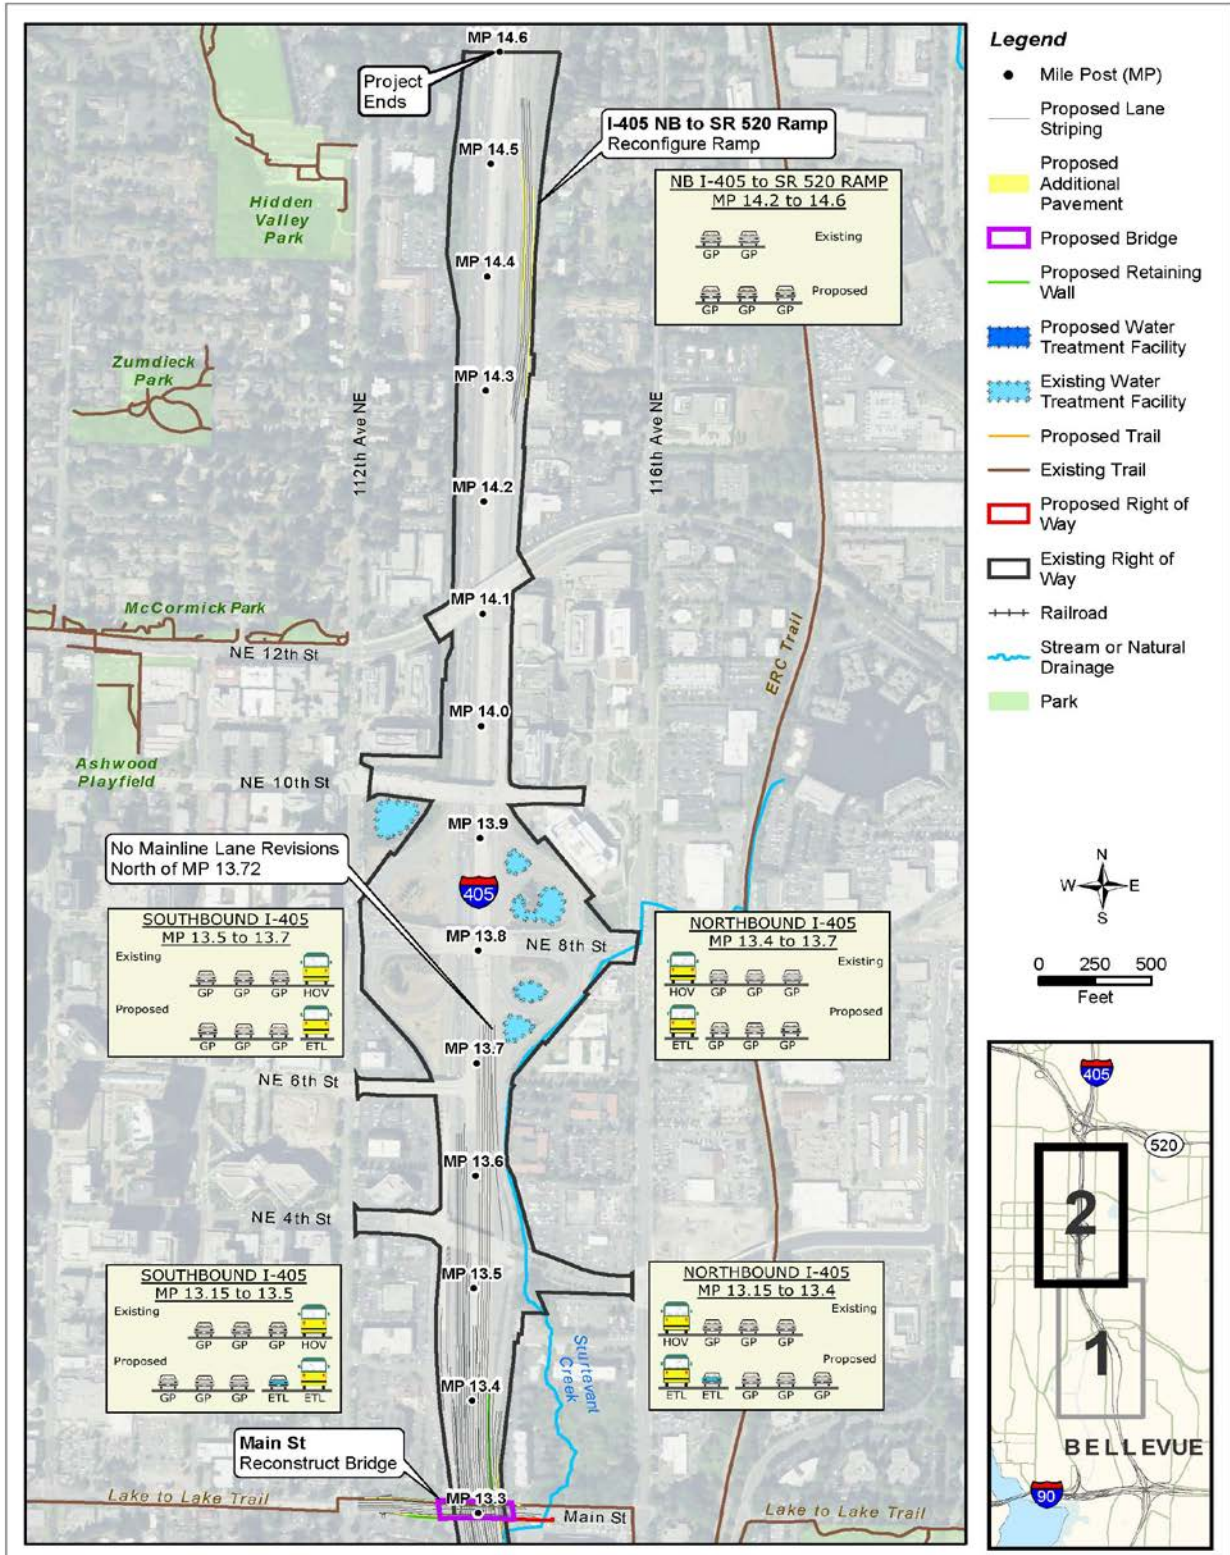 MP 14.6
Project
Ends
MP 14.5
I-405 NB to SR 520 Ramp
Reconfigure Ramp
NB I-405 to SR 520 RAMP
MP 14.2 to 14.6
Existing
GP GP
Proposed
GP GP GP
Hidden
Valley
Park
MP 14.4
Zumdieck
Park
MP 14.3
112th Ave NE
116th Ave NE
MP 14.2
MP 14.1
McCormick Park
NE 12th St
ERC Trail
MP 14.0
Ashwood
Playfield
NE 10th St
MP 13.9
No Mainline Lane Revisions
North of MP 13.72
405
SOUTHBOUND I-405
MP 13.5 to 13.7
Existing
GP GP GP HOV
Proposed
GP GP GP ETL
MP 13.8
NE 8th St
NORTHBOUND I-405
MP 13.4 to 13.7
Existing
HOV GP GP GP
Proposed
ETL GP GP GP
MP 13.7
NE 6th St
MP 13.6
NE 4th St
MP 13.5
SOUTHBOUND I-405
MP 13.15 to 13.5
Existing
GP GP GP HOV
Proposed
GP GP GP ETL ETL
NORTHBOUND I-405
MP 13.15 to 13.4
Existing
HOV GP GP GP
Proposed
ETL ETL GP GP GP
Sturtevant
Creek
MP 13.4
Main St
Reconstruct Bridge
Lake to Lake Trail
MP 13.3
Main St
Lake to Lake Trail
Legend
Mile Post (MP)
Proposed Lane
Striping
Proposed
Additional
Pavement
Proposed Bridge
Proposed Retaining
Wall
Proposed Water
Treatment Facility
Existing Water
Treatment Facility
Proposed Trail
Existing Trail
Proposed Right of
Way
Existing Right of
Way
Railroad
Stream or Natural
Drainage
Park
N
W E
S
0 250 500
Feet
405
520
2
1
BELLEVUE
90